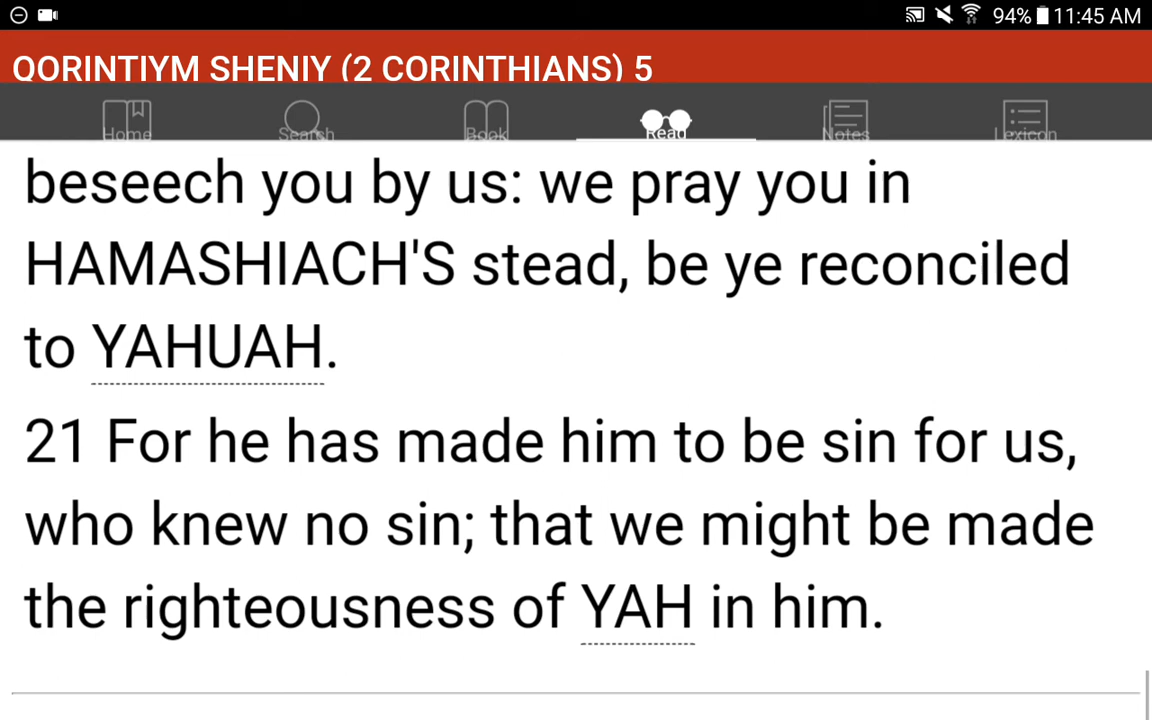 94% 11:45 AM
QORINTIYM SHENIY (2 CORINTHIANS) 5
Home Search Book Read Notes Lexicon
beseech you by us: we pray you in
HAMASHIACH'S stead, be ye reconciled
to YAHUAH.
21 For he has made him to be sin for us,
who knew no sin; that we might be made
the righteousness of YAH in him.